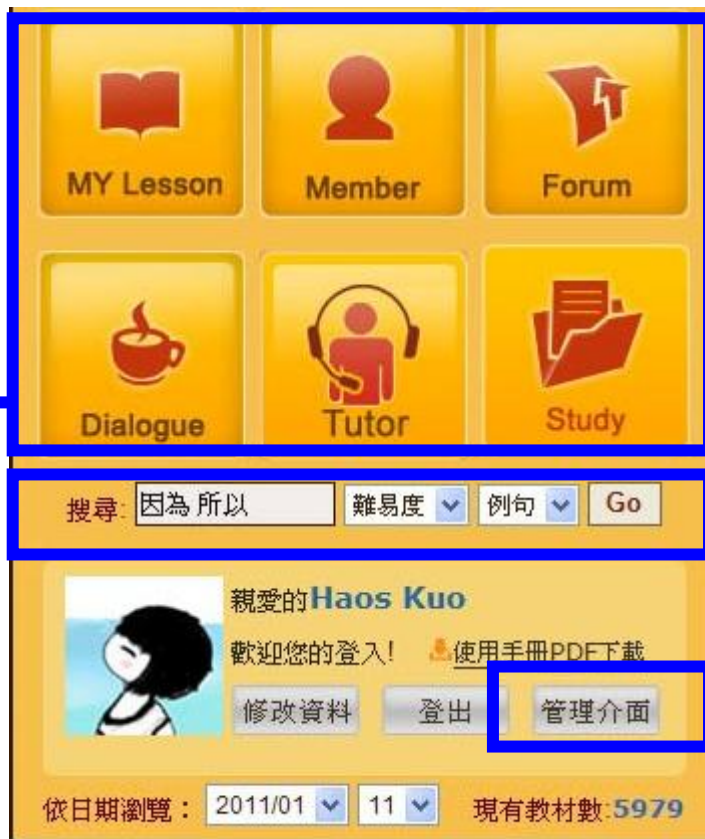 MY Lesson Member Forum
Dialogue Tutor Study
搜尋: 因為 所以 難易度 例句 Go
親愛的Haos Kuo
歡迎您的登入! 使用手冊PDF下載
修改資料 登出 管理介面
依日期瀏覽： 2011/01 11 現有教材數:5979